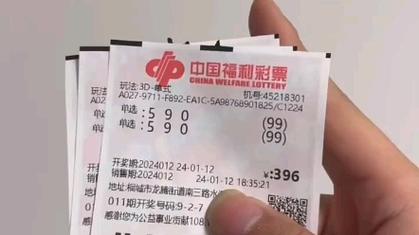 中国福利彩票
CHINA WELFARE LOTTERY
玩法:3D-单式 机号:45218301
A027-9711-F892-EA1C-5A98768901825/C1224
单选:5 9 0 (99)
单选:5 9 0 (99)
开奖期:2024012 24-01-12 ¥:396
销售期:2024012 24-01-12 18:35:21
地址:福城市龙腾街道南三路水
011期开奖号码:9-2-7
感谢您为公益事业贡献108